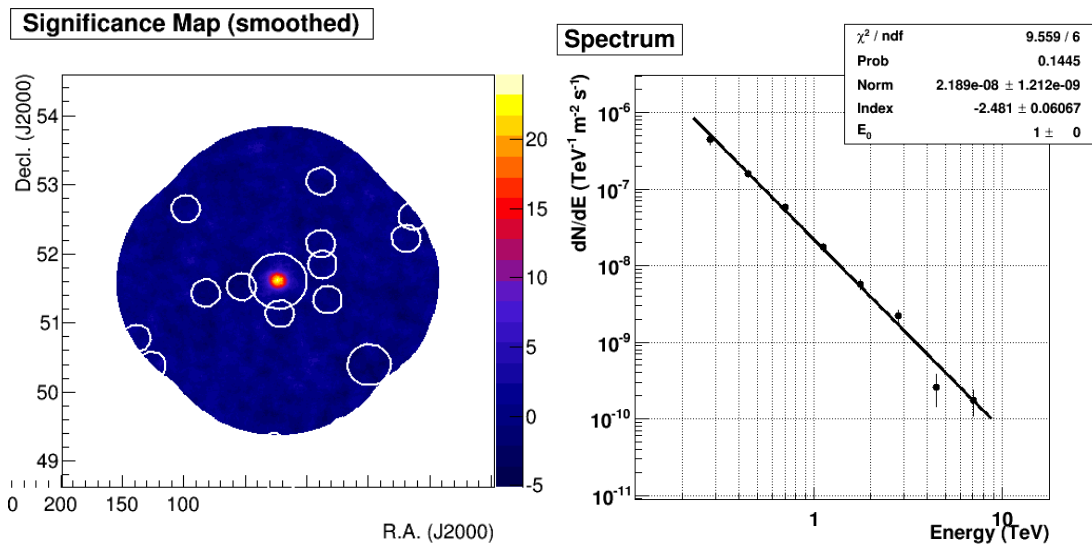 Significance Map (smoothed)
Decl. (J2000)
54
53
52
51
50
49
0 200 150 100
R.A. (J2000)
20
15
10
5
0
-5
Spectrum
χ² / ndf 9.559 / 6
Prob 0.1445
Norm 2.189e-08 ± 1.212e-09
Index -2.481 ± 0.06067
E₀ 1 ± 0
dN/dE (TeV⁻¹ m⁻² s⁻¹)
10⁻⁶
10⁻⁷
10⁻⁸
10⁻⁹
10⁻¹⁰
10⁻¹¹
1 10
Energy (TeV)